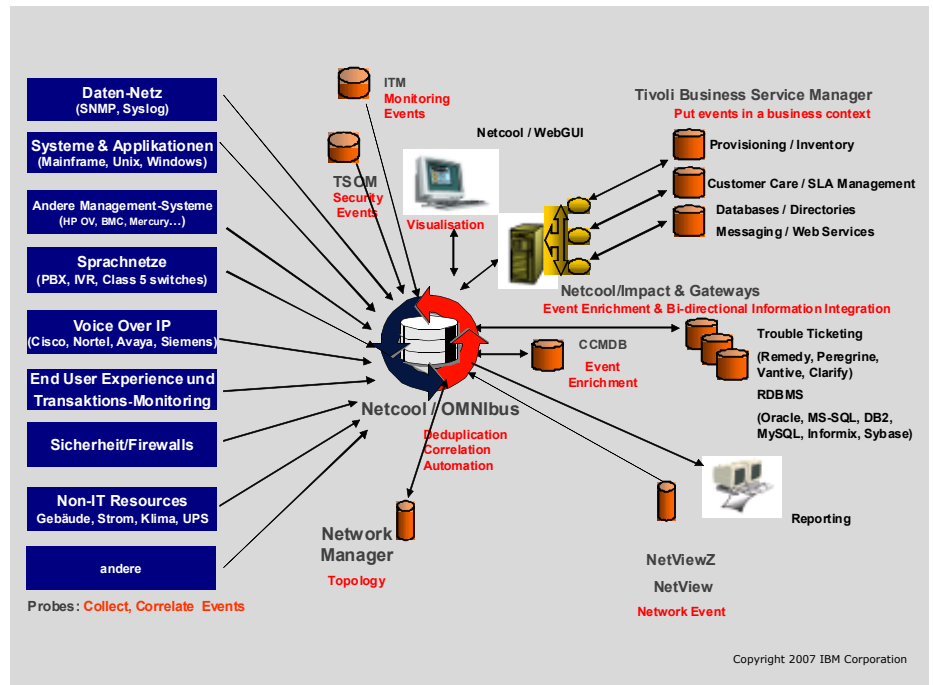 Daten-Netz
(SNMP, Syslog)
Systeme & Applikationen
(Mainframe, Unix, Windows)
Andere Management-Systeme
(HP OV, BMC, Mercury…)
Sprachnetze
(PBX, IVR, Class 5 switches)
Voice Over IP
(Cisco, Nortel, Avaya, Siemens)
End User Experience und
Transaktions-Monitoring
Sicherheit/Firewalls
Non-IT Resources
Gebäude, Strom, Klima, UPS
andere
Probes: Collect, Correlate Events
ITM
Monitoring
Events
TSOM
Security
Events
Netcool / WebGUI
Visualisation
Tivoli Business Service Manager
Put events in a business context
Provisioning / Inventory
Customer Care / SLA Management
Databases / Directories
Messaging / Web Services
Netcool/Impact & Gateways
Event Enrichment & Bi-directional Information Integration
CCMDB
Event
Enrichment
Trouble Ticketing
(Remedy, Peregrine,
Vantive, Clarify)
RDBMS
(Oracle, MS-SQL, DB2,
MySQL, Informix, Sybase)
Netcool / OMNIbus
Deduplication
Correlation
Automation
Network
Manager
Topology
Reporting
NetViewZ
NetView
Network Event
Copyright 2007 IBM Corporation